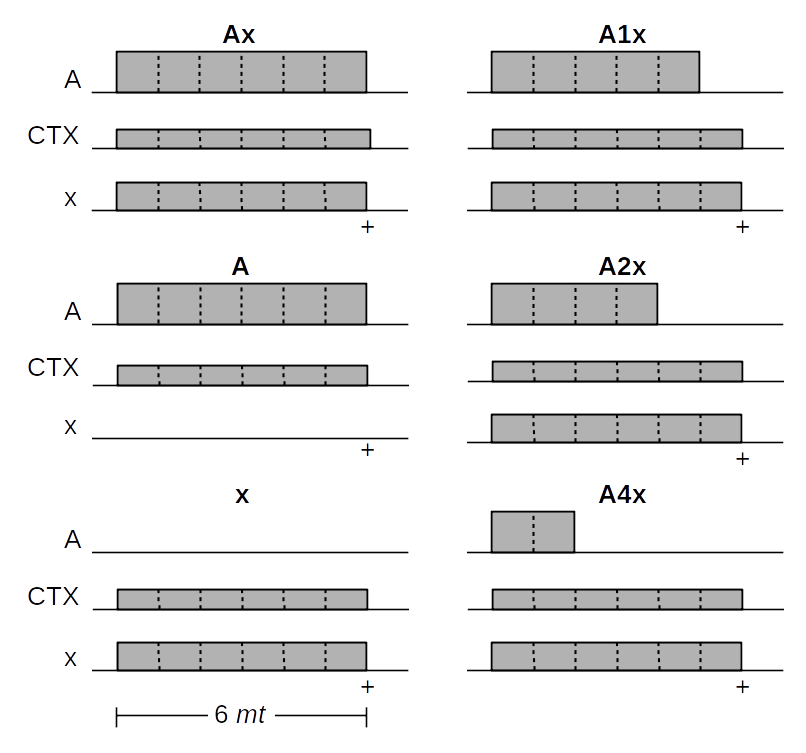 Ax A1x
A
CTX
x
+ +
A A2x
A
CTX
x
+ +
x A4x
A
CTX
x
+ +
6 mt